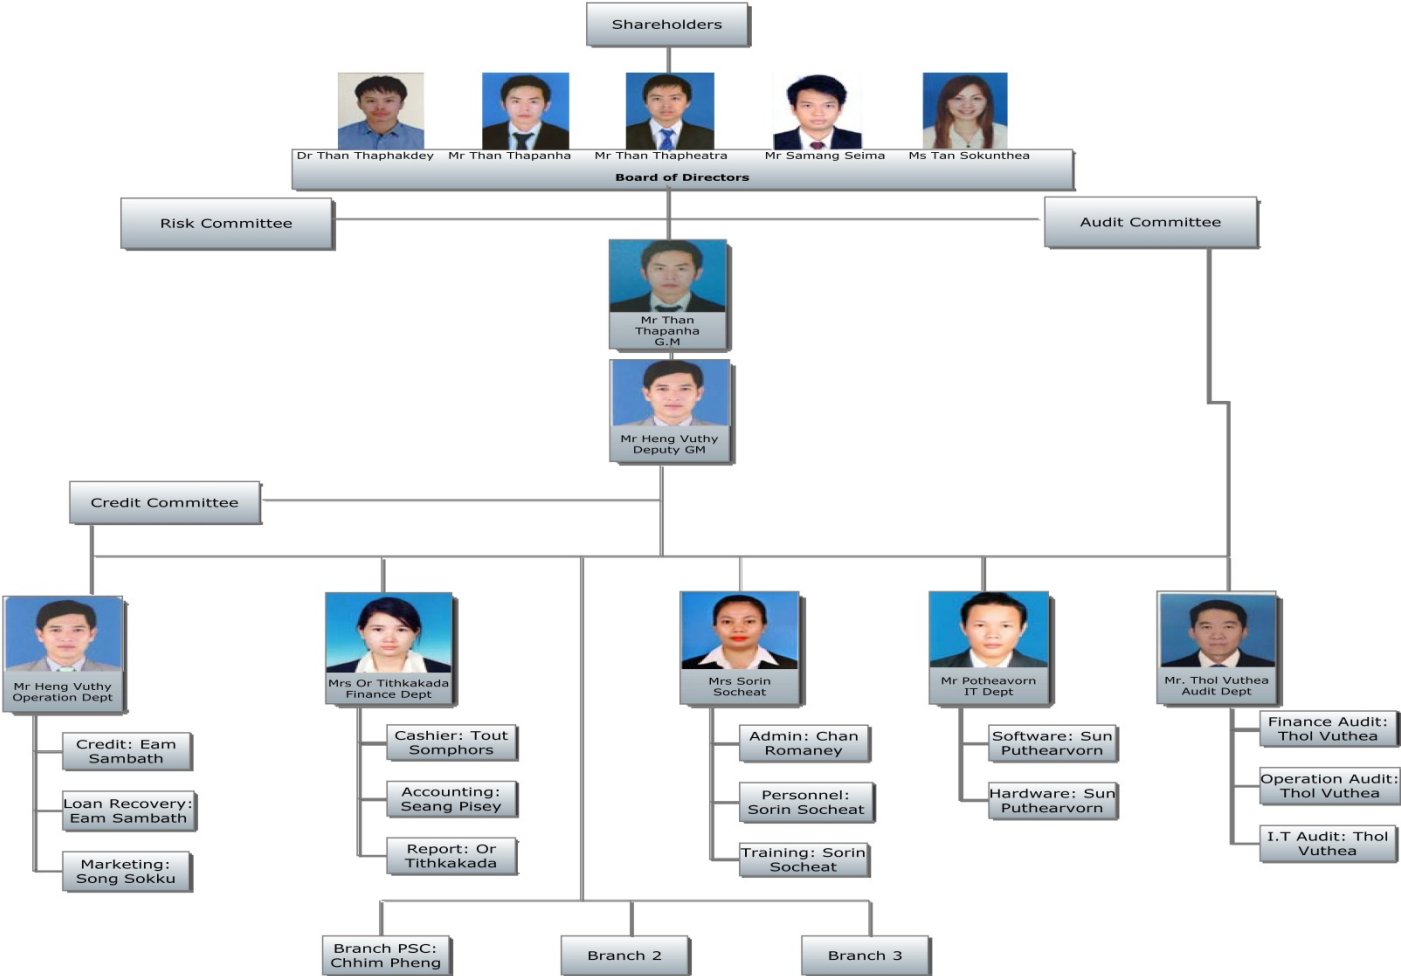 Shareholders
Dr Than Thaphakdey
Mr Than Thapanha
Mr Than Thapheatra
Mr Samang Seima
Ms Tan Sokunthea
Board of Directors
Risk Committee
Audit Committee
Mr Than
Thapanha
G.M
Mr Heng Vuthy
Deputy GM
Credit Committee
Mr Heng Vuthy
Operation Dept
Mrs Or Tithkakada
Finance Dept
Mrs Sorin
Socheat
Mr Potheavorn
IT Dept
Mr. Thol Vuthea
Audit Dept
Credit: Eam
Sambath
Loan Recovery:
Eam Sambath
Marketing:
Song Sokku
Cashier: Tout
Somphors
Accounting:
Seang Pisey
Report: Or
Tithkakada
Admin: Chan
Romaney
Personnel:
Sorin Socheat
Training: Sorin
Socheat
Software: Sun
Puthearvorn
Hardware: Sun
Puthearvorn
Finance Audit:
Thol Vuthea
Operation Audit:
Thol Vuthea
I.T Audit: Thol
Vuthea
Branch PSC:
Chhim Pheng
Branch 2
Branch 3